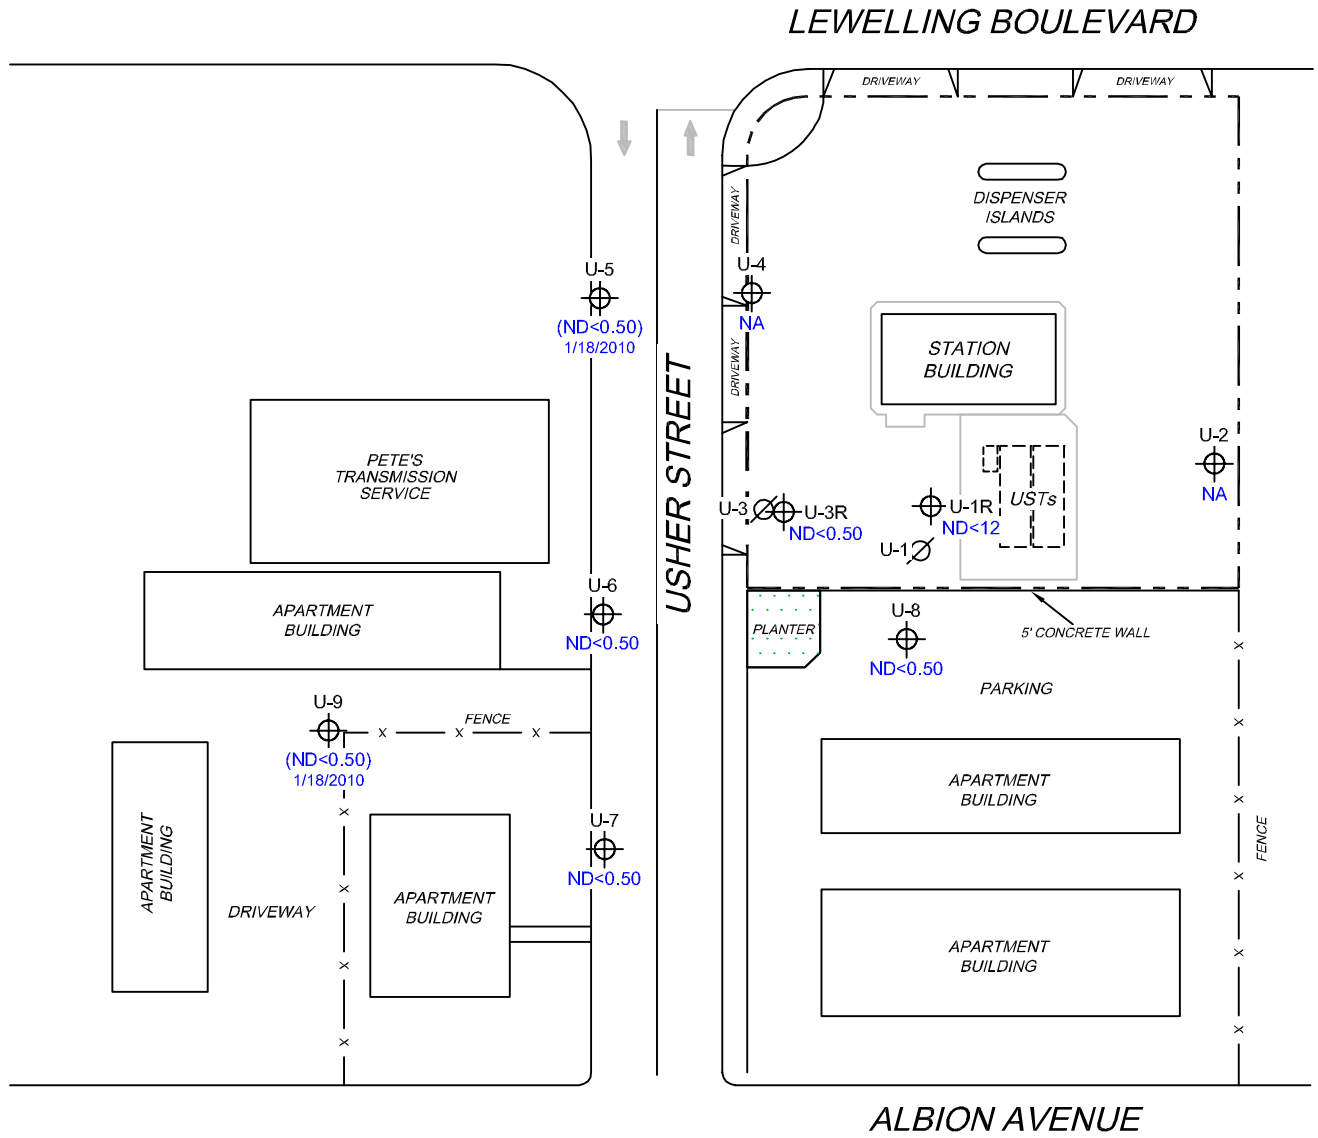 LEWELLING BOULEVARD
DRIVEWAY
DRIVEWAY
DRIVEWAY
DISPENSER
ISLANDS
U-5
(ND<0.50)
1/18/2010
U-4
NA
DRIVEWAY
STATION
BUILDING
USHER STREET
PETE'S
TRANSMISSION
SERVICE
U-2
NA
U-3
U-3R
ND<0.50
U-1R
ND<12
USTs
U-1
U-6
ND<0.50
APARTMENT
BUILDING
PLANTER
U-8
ND<0.50
5' CONCRETE WALL
X
PARKING
U-9
(ND<0.50)
1/18/2010
FENCE
X
X
X
X
APARTMENT
BUILDING
X
X
FENCE
U-7
ND<0.50
APARTMENT
BUILDING
DRIVEWAY
X
APARTMENT
BUILDING
X
APARTMENT
BUILDING
X
X
X
X
ALBION AVENUE